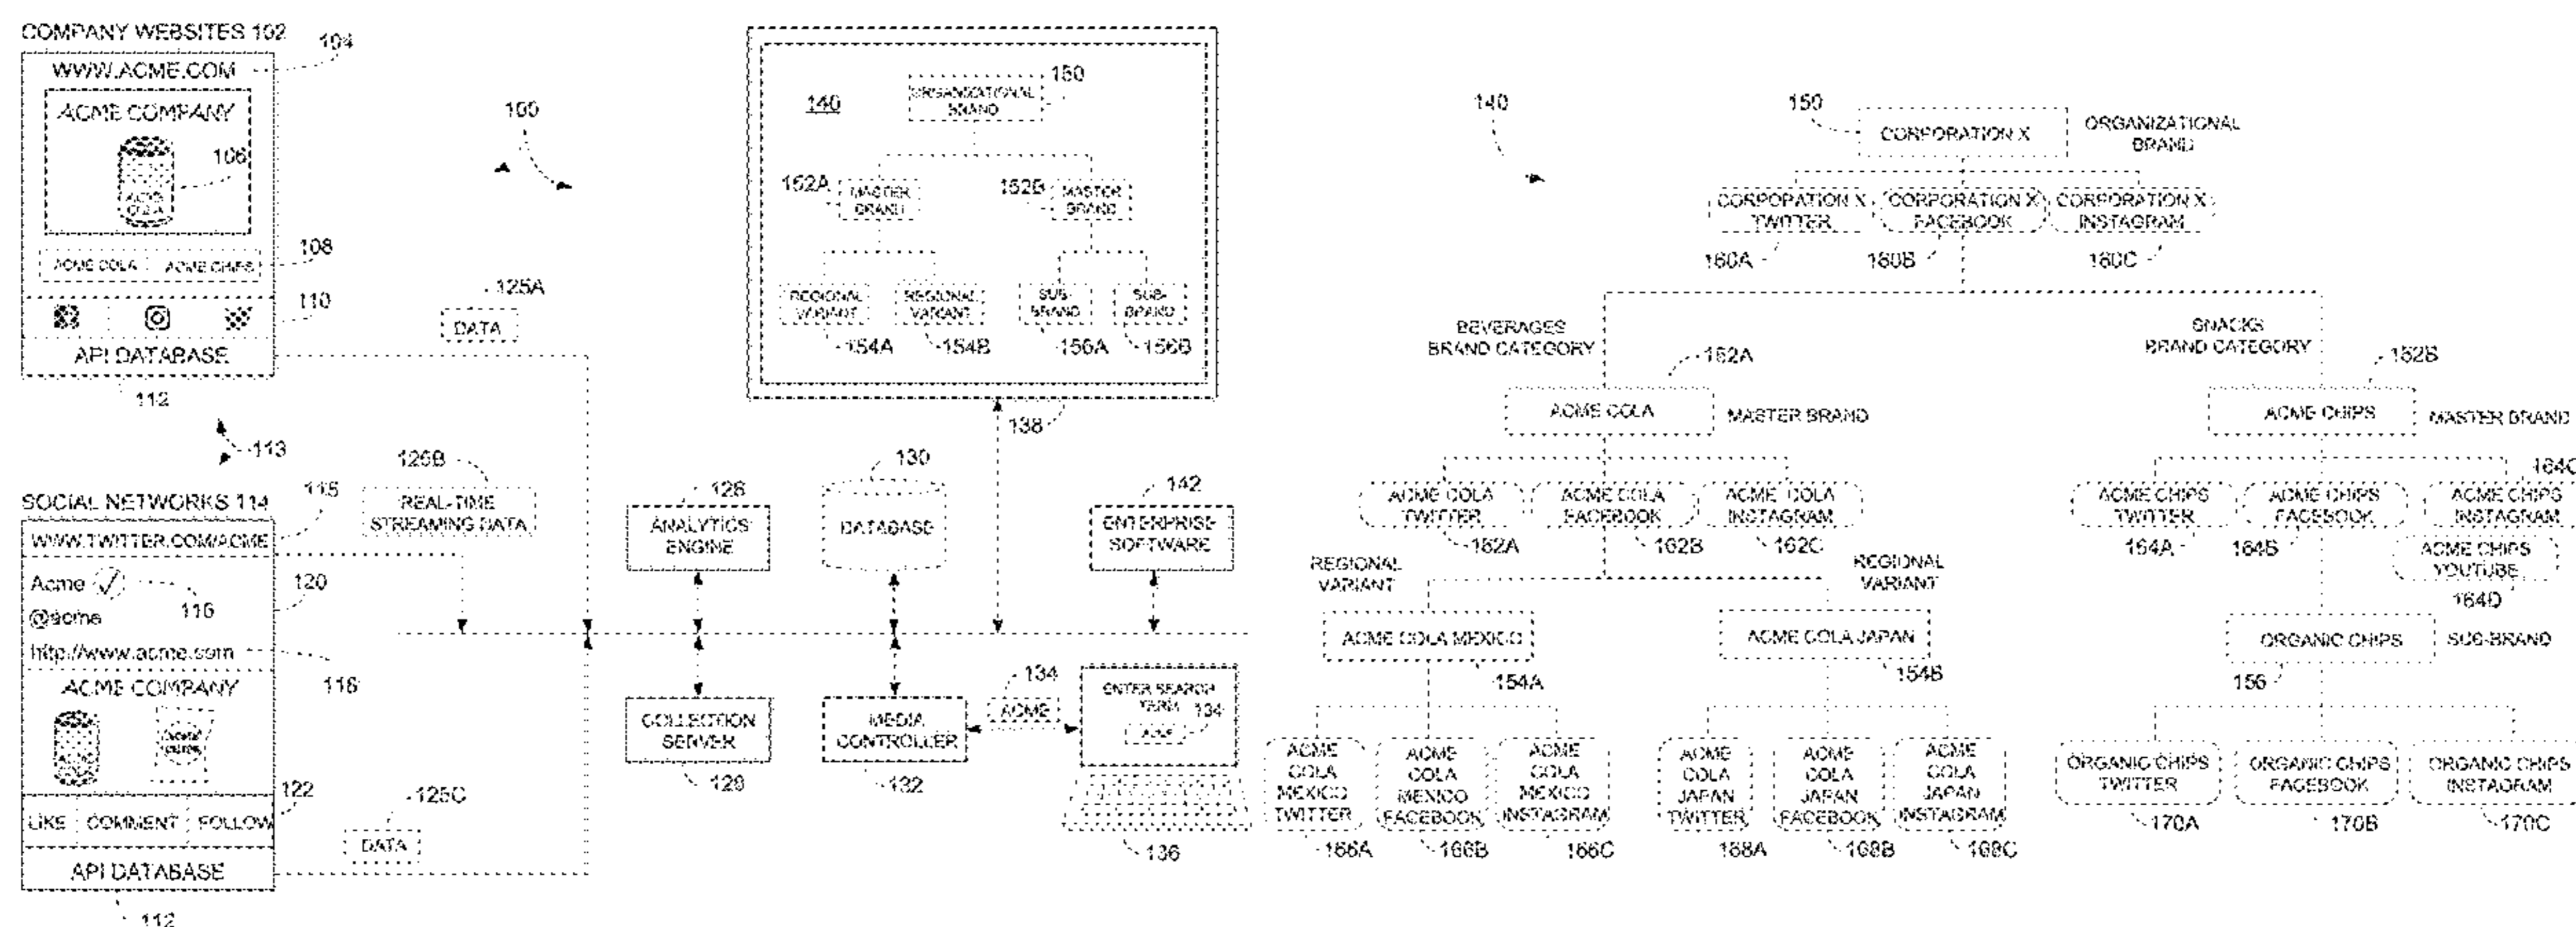 COMPANY WEBSITES 102
104
WWW.ACME.COM
ACME COMPANY
106
ACME COLA
108
ACME COLA
ACME CHIPS
110
API DATABASE
112
113
100
125A
DATA
SOCIAL NETWORKS 114
115
WWW.TWITTER.COM/ACME
125B
REAL-TIME
STREAMING DATA
Acme
116
120
@acme
http://www.acme.com
118
ACME COMPANY
122
LIKE
COMMENT
FOLLOW
API DATABASE
112
125C
DATA
140
150
ORGANIZATIONAL
BRAND
152A
MASTER
BRAND
152B
MASTER
BRAND
REGIONAL
VARIANT
REGIONAL
VARIANT
SUB-
BRAND
SUB-
BRAND
154A
154B
156A
156B
138
126
ANALYTICS
ENGINE
130
DATABASE
142
ENTERPRISE
SOFTWARE
COLLECTION
SERVER
128
MEDIA
CONTROLLER
132
134
ACME
ENTER SEARCH
TERM
134
136
140
150
CORPORATION X
ORGANIZATIONAL
BRAND
CORPORATION X
TWITTER
CORPORATION X
FACEBOOK
CORPORATION X
INSTAGRAM
160A
160B
160C
BEVERAGES
BRAND CATEGORY
152A
SNACKS
BRAND CATEGORY
152B
ACME COLA
MASTER BRAND
ACME CHIPS
MASTER BRAND
164C
ACME COLA
TWITTER
ACME COLA
FACEBOOK
ACME COLA
INSTAGRAM
162A
162B
162C
ACME CHIPS
TWITTER
ACME CHIPS
FACEBOOK
ACME CHIPS
INSTAGRAM
164A
164B
ACME CHIPS
YOUTUBE
164D
REGIONAL
VARIANT
REGIONAL
VARIANT
ACME COLA MEXICO
154A
ACME COLA JAPAN
154B
ORGANIC CHIPS
SUB-BRAND
156
ACME
COLA
MEXICO
TWITTER
ACME
COLA
MEXICO
FACEBOOK
ACME
COLA
MEXICO
INSTAGRAM
166A
166B
166C
ACME
COLA
JAPAN
TWITTER
ACME
COLA
JAPAN
FACEBOOK
ACME
COLA
JAPAN
INSTAGRAM
168A
168B
168C
ORGANIC CHIPS
TWITTER
ORGANIC CHIPS
FACEBOOK
ORGANIC CHIPS
INSTAGRAM
170A
170B
170C